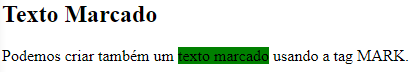 Texto Marcado
Podemos criar também um texto marcado usando a tag MARK.